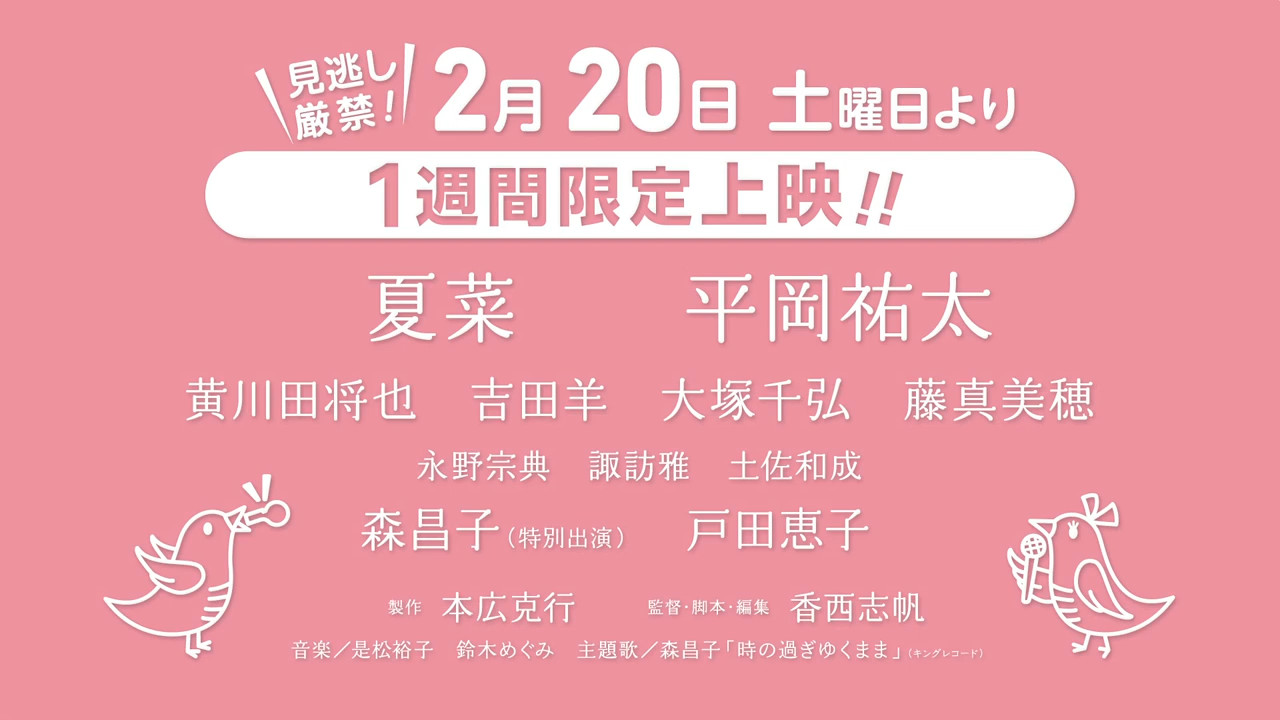 見逃し
厳禁！
2月20日 土曜日より
1週間限定上映!!
夏菜　平岡祐太
黄川田将也　吉田羊　大塚千弘　藤真美穂
永野宗典　諏訪雅　土佐和成
森昌子（特別出演）　戸田恵子
製作 本広克行　監督・脚本・編集 香西志帆
音楽／是松裕子　鈴木めぐみ　主題歌／森昌子「時の過ぎゆくまま」（キングレコード）